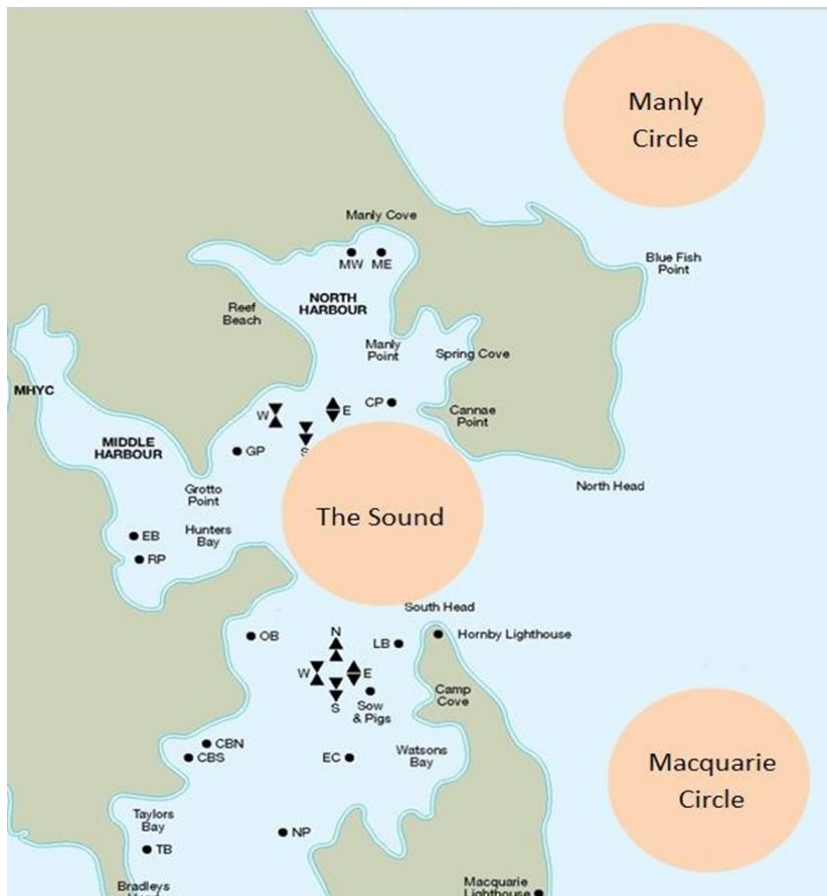 Manly
Circle
Manly Cove
MW ME
Blue Fish
Point
NORTH
HARBOUR
Reef
Beach
Manly
Point
Spring Cove
MHYC
CP
W
E
S
Cannae
Point
MIDDLE
HARBOUR
GP
Grotto
Point
North Head
The Sound
EB
Hunters
Bay
RP
South Head
Hornby Lighthouse
OB
N
LB
W
E
S
Sow
& Pigs
Camp
Cove
CBN
CBS
EC
Watsons
Bay
Macquarie
Circle
Taylors
Bay
NP
TB
Bradleys
Macquarie
Lighthouse